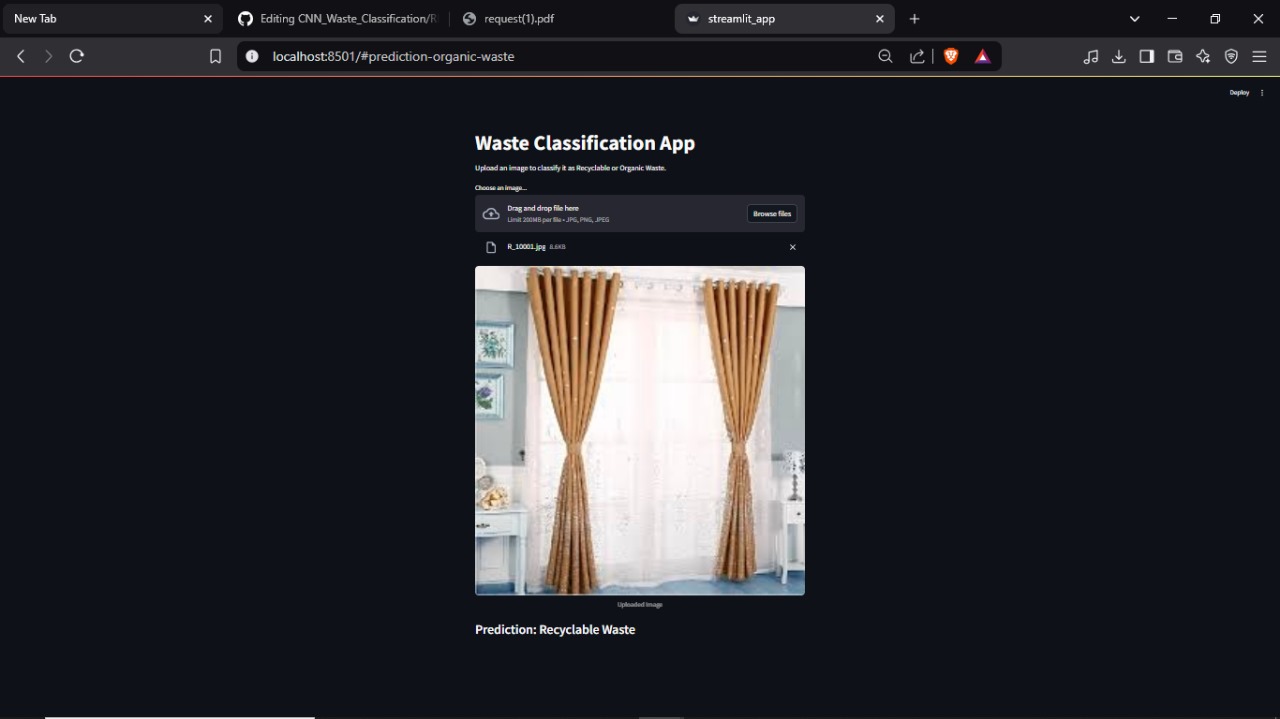 New Tab
Editing CNN_Waste_Classification/R
request(1).pdf
streamlit_app
localhost:8501/#prediction-organic-waste
Deploy
Waste Classification App
Upload an image to classify it as Recyclable or Organic Waste.
Choose an image...
Drag and drop file here
Limit 200MB per file • JPG, PNG, JPEG
Browse files
R_10001.jpg 8.6KB
Uploaded Image
Prediction: Recyclable Waste